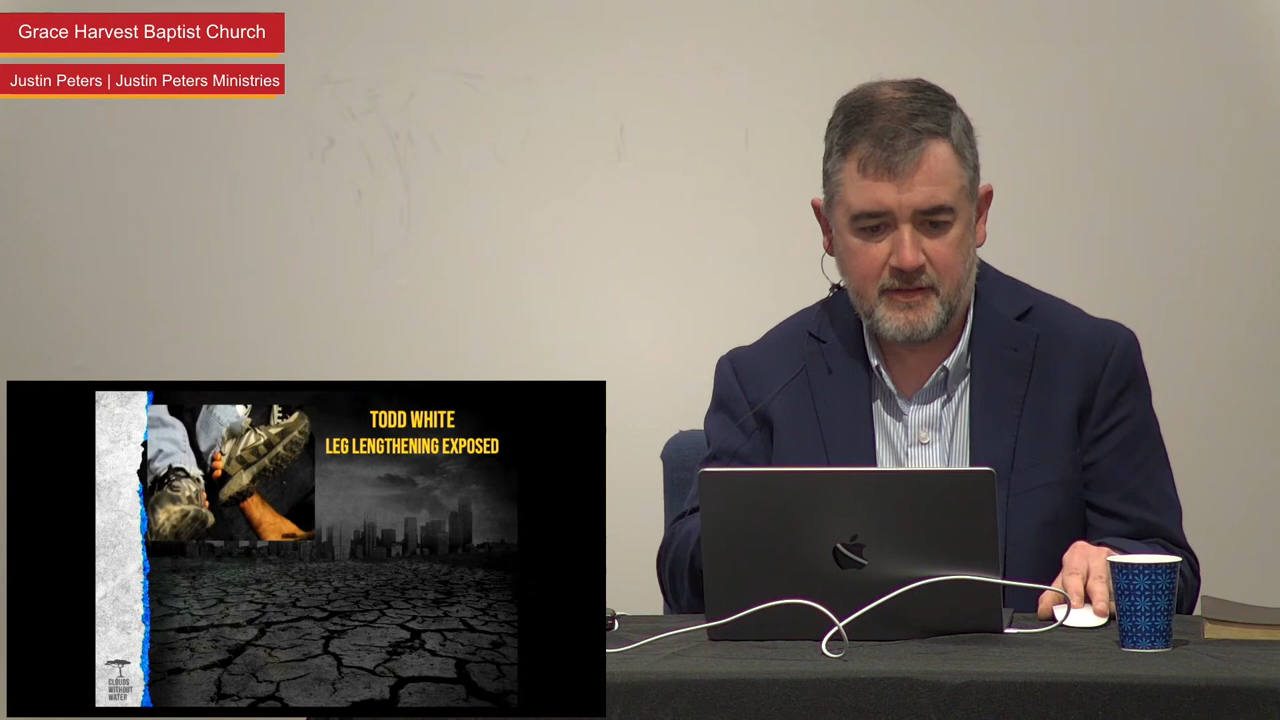 Grace Harvest Baptist Church
Justin Peters | Justin Peters Ministries
TODD WHITE
LEG LENGTHENING EXPOSED
CLOUDS
WITHOUT
WATER